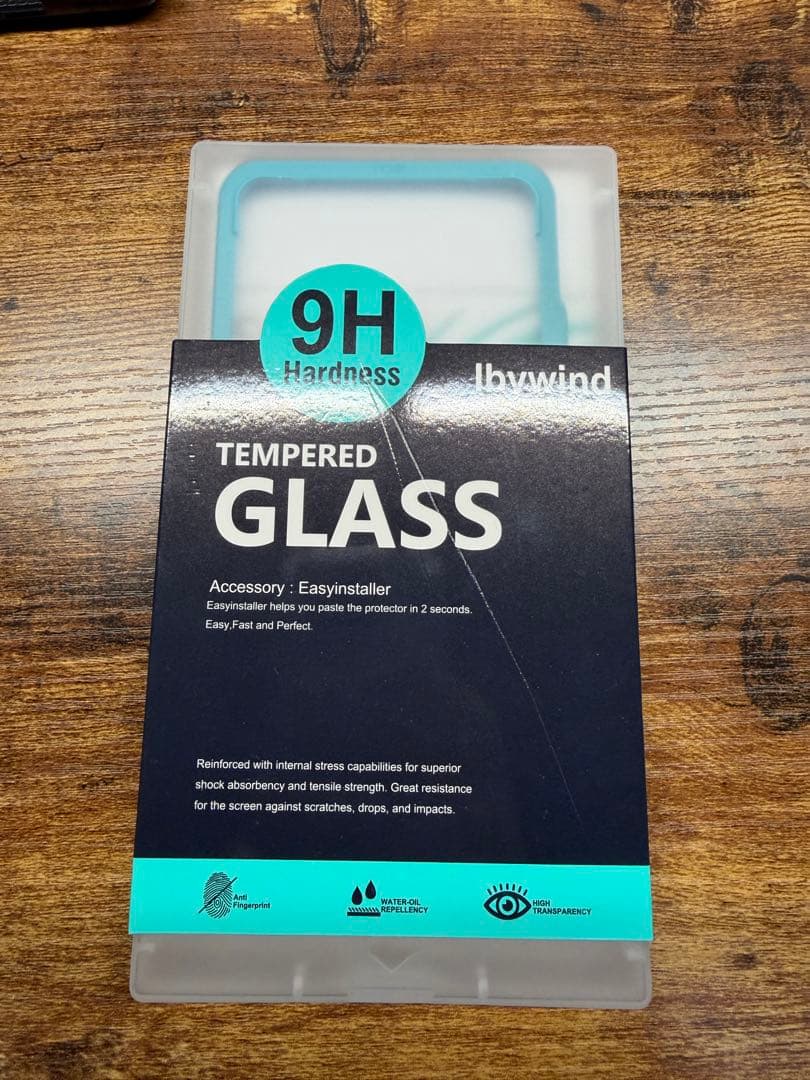 9H
Hardness
lbywind
TEMPERED
GLASS
Accessory : Easyinstaller
Easyinstaller helps you paste the protector in 2 seconds.
Easy,Fast and Perfect.
Reinforced with internal stress capabilities for superior
shock absorbency and tensile strength. Great resistance
for the screen against scratches, drops, and impacts.
Anti
Fingerprint
WATER-OIL
REPELLENCY
HIGH
TRANSPARENCY